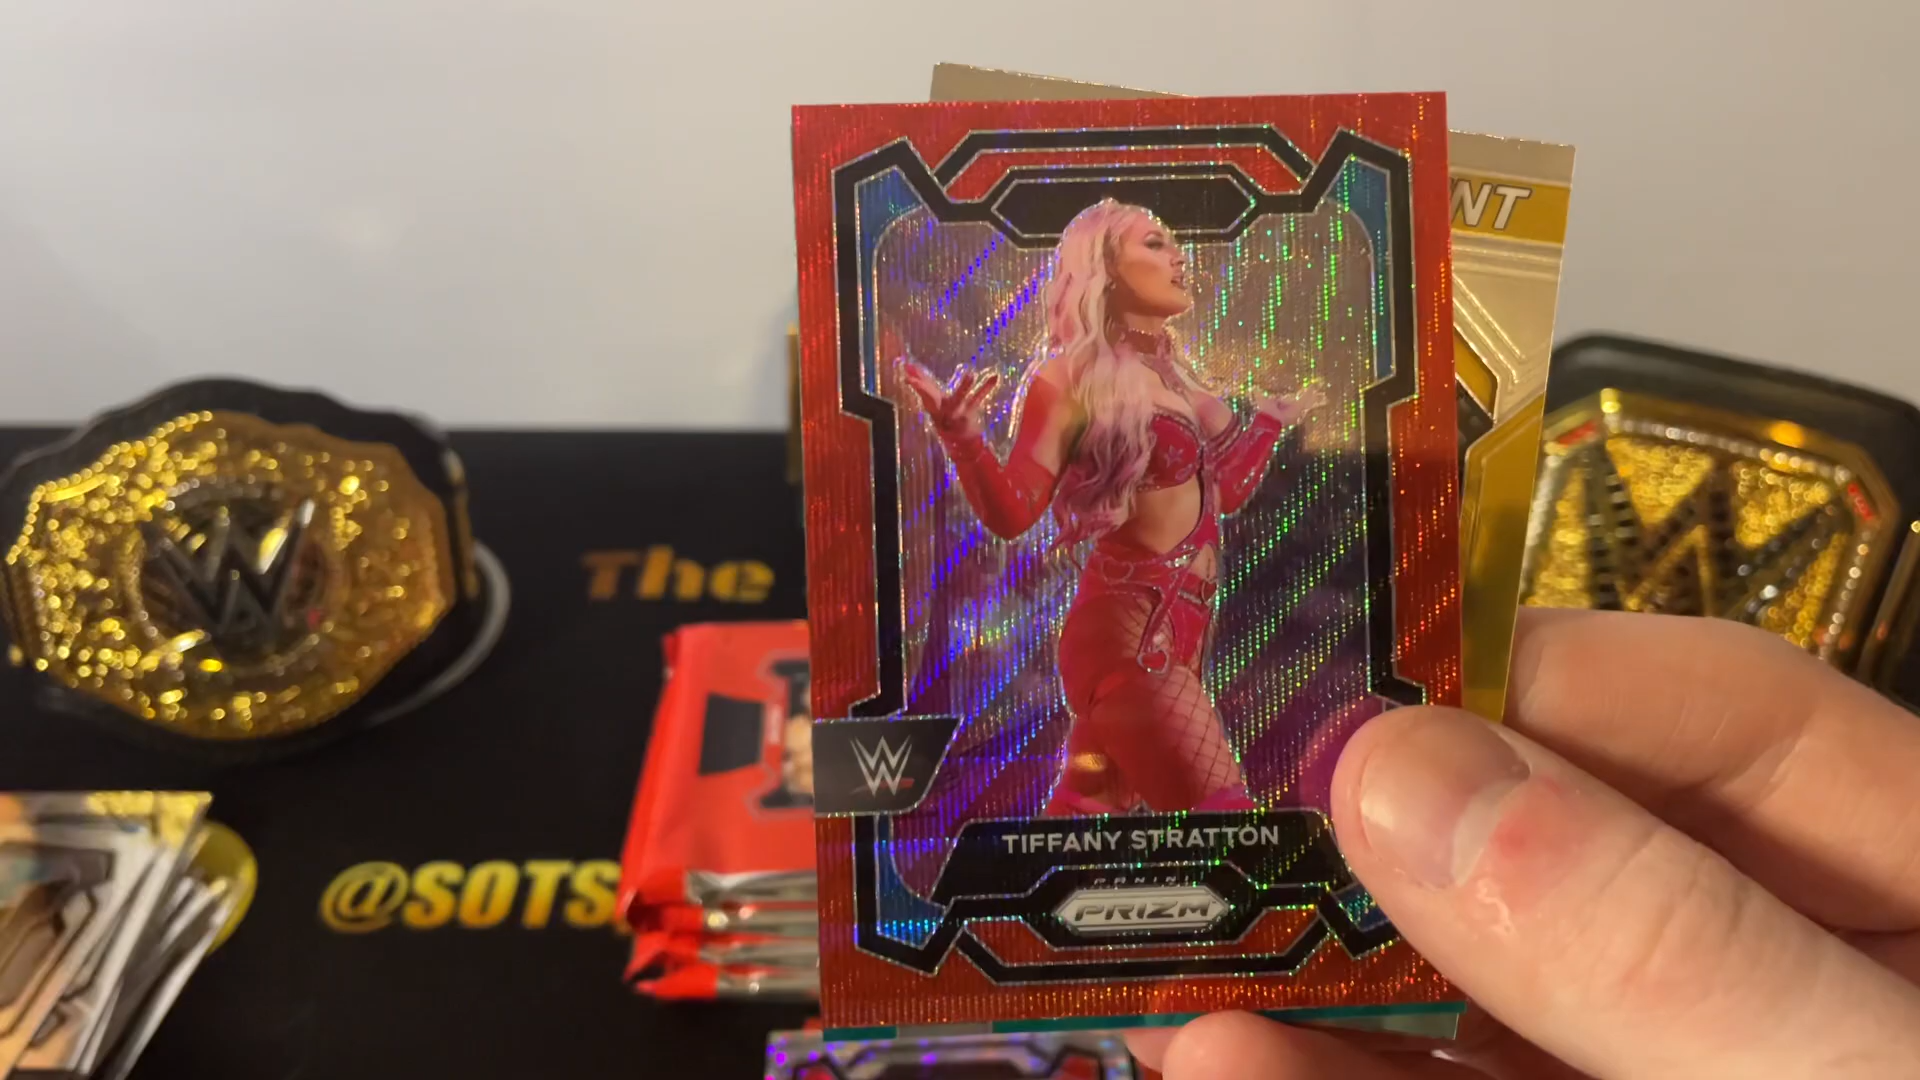 NT
The
W
W
TIFFANY STRATTON
PANINI
PRIZM
@SOTS